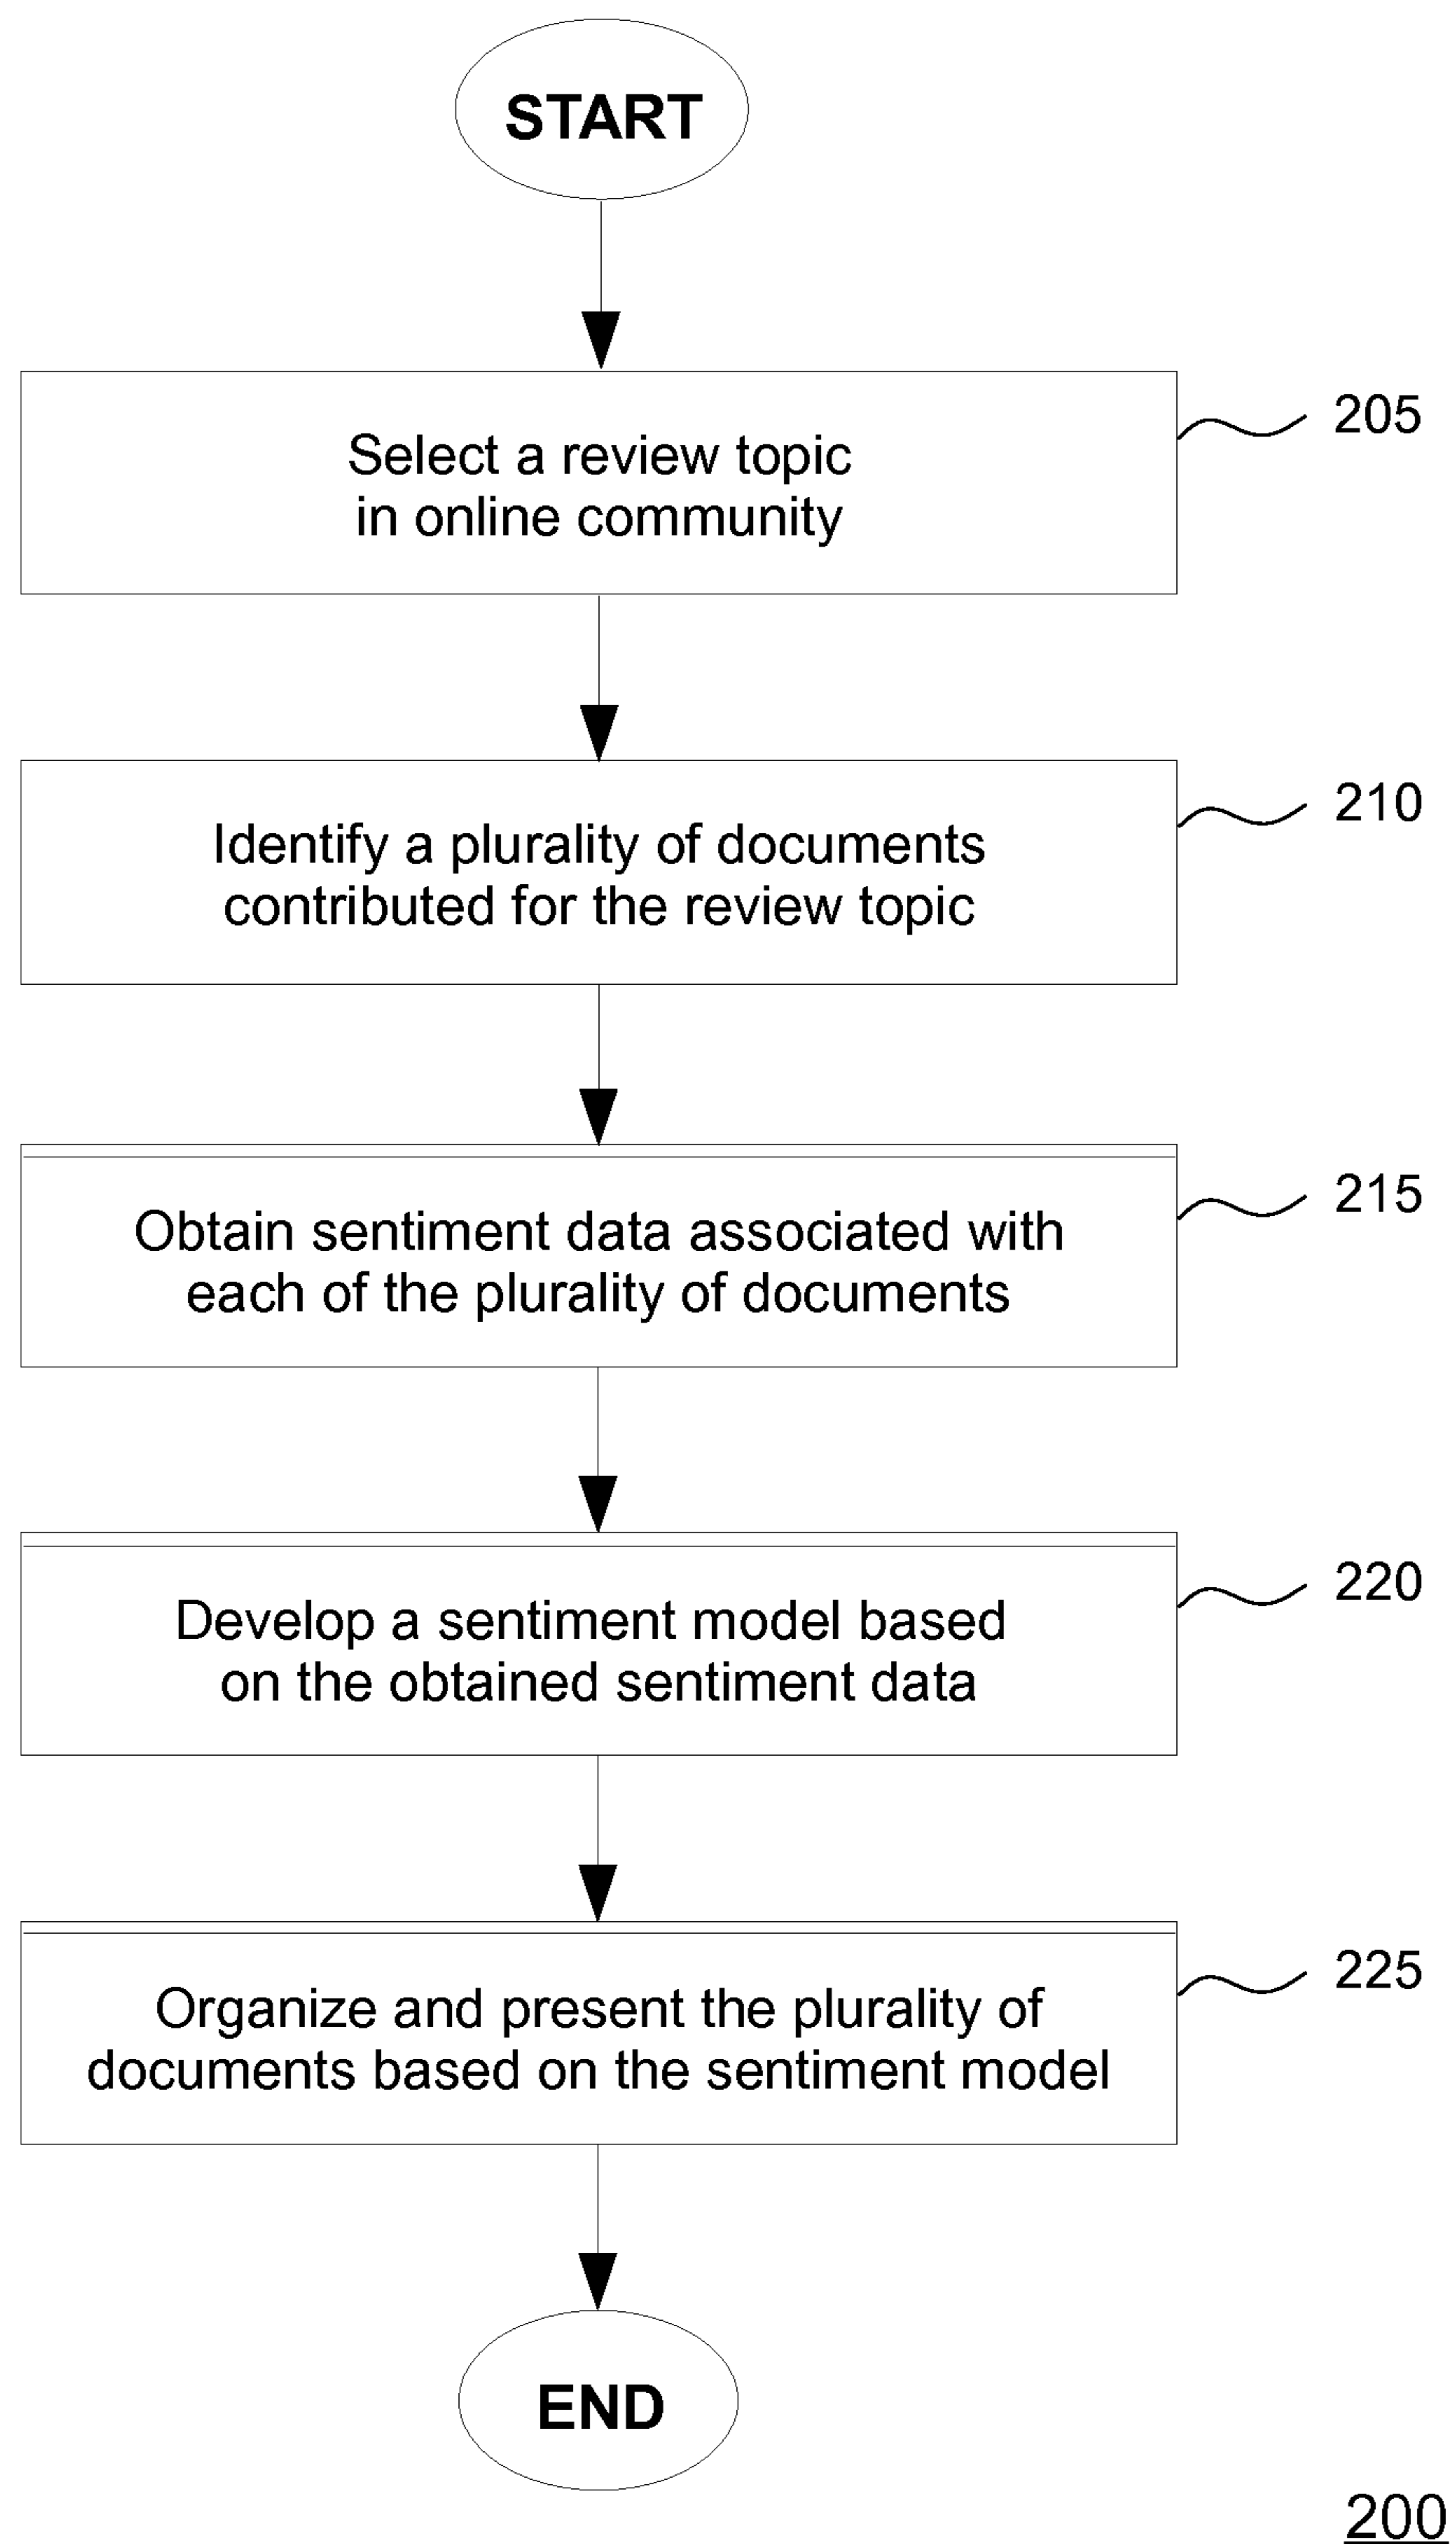 START
Select a review topic
in online community
205
Identify a plurality of documents
contributed for the review topic
210
Obtain sentiment data associated with
each of the plurality of documents
215
Develop a sentiment model based
on the obtained sentiment data
220
Organize and present the plurality of
documents based on the sentiment model
225
END
200